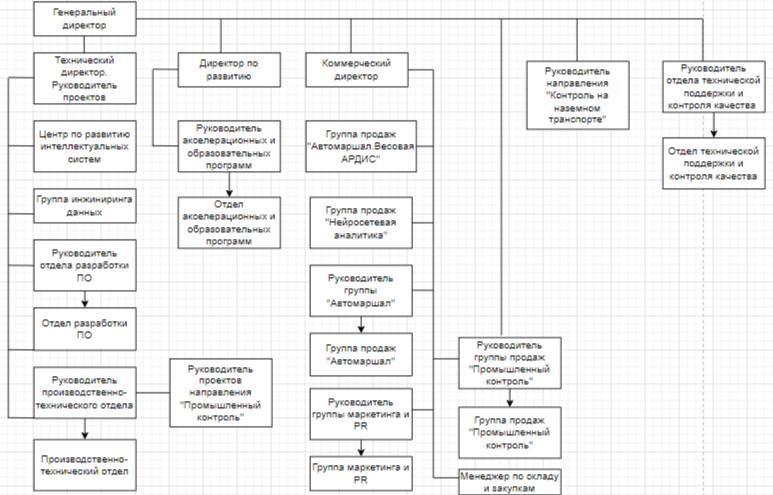 Генеральный
директор
Технический
директор.
Руководитель
проектов
Директор по
развитию
Коммерческий
директор
Руководитель
направления
"Контроль на
наземном
транспорте"
Руководитель
отдела технической
поддержки и
контроля качества
Центр по развитию
интеллектуальных
систем
Руководитель
акселерационных и
образовательных
программ
Группа продаж
"Автомаршал.Весовая
АРДИС"
Отдел технической
поддержки и
контроля качества
Группа инжиниринга
данных
Отдел
акселерационных и
образовательных
программ
Группа продаж
"Нейросетевая
аналитика"
Руководитель
отдела разработки
ПО
Руководитель
группы
"Автомаршал"
Отдел разработки
ПО
Группа продаж
"Автомаршал"
Руководитель
группы продаж
"Промышленный
контроль"
Руководитель
производственно-
технического отдела
Руководитель
проектов
направления
"Промышленный
контроль"
Руководитель
группы маркетинга и
PR
Группа продаж
"Промышленный
контроль"
Производственно-
технический отдел
Группа маркетинга и
PR
Менеджер по складу
и закупкам